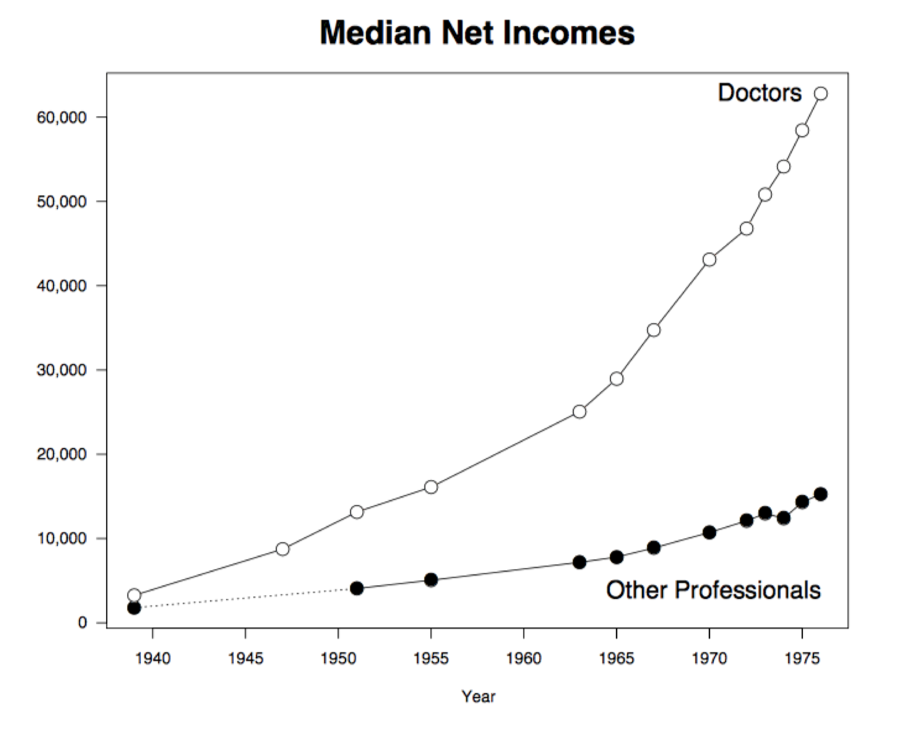 Median Net Incomes
Doctors
60,000
50,000
40,000
30,000
20,000
10,000
Other Professionals
0
1940 1945 1950 1955 1960 1965 1970 1975
Year